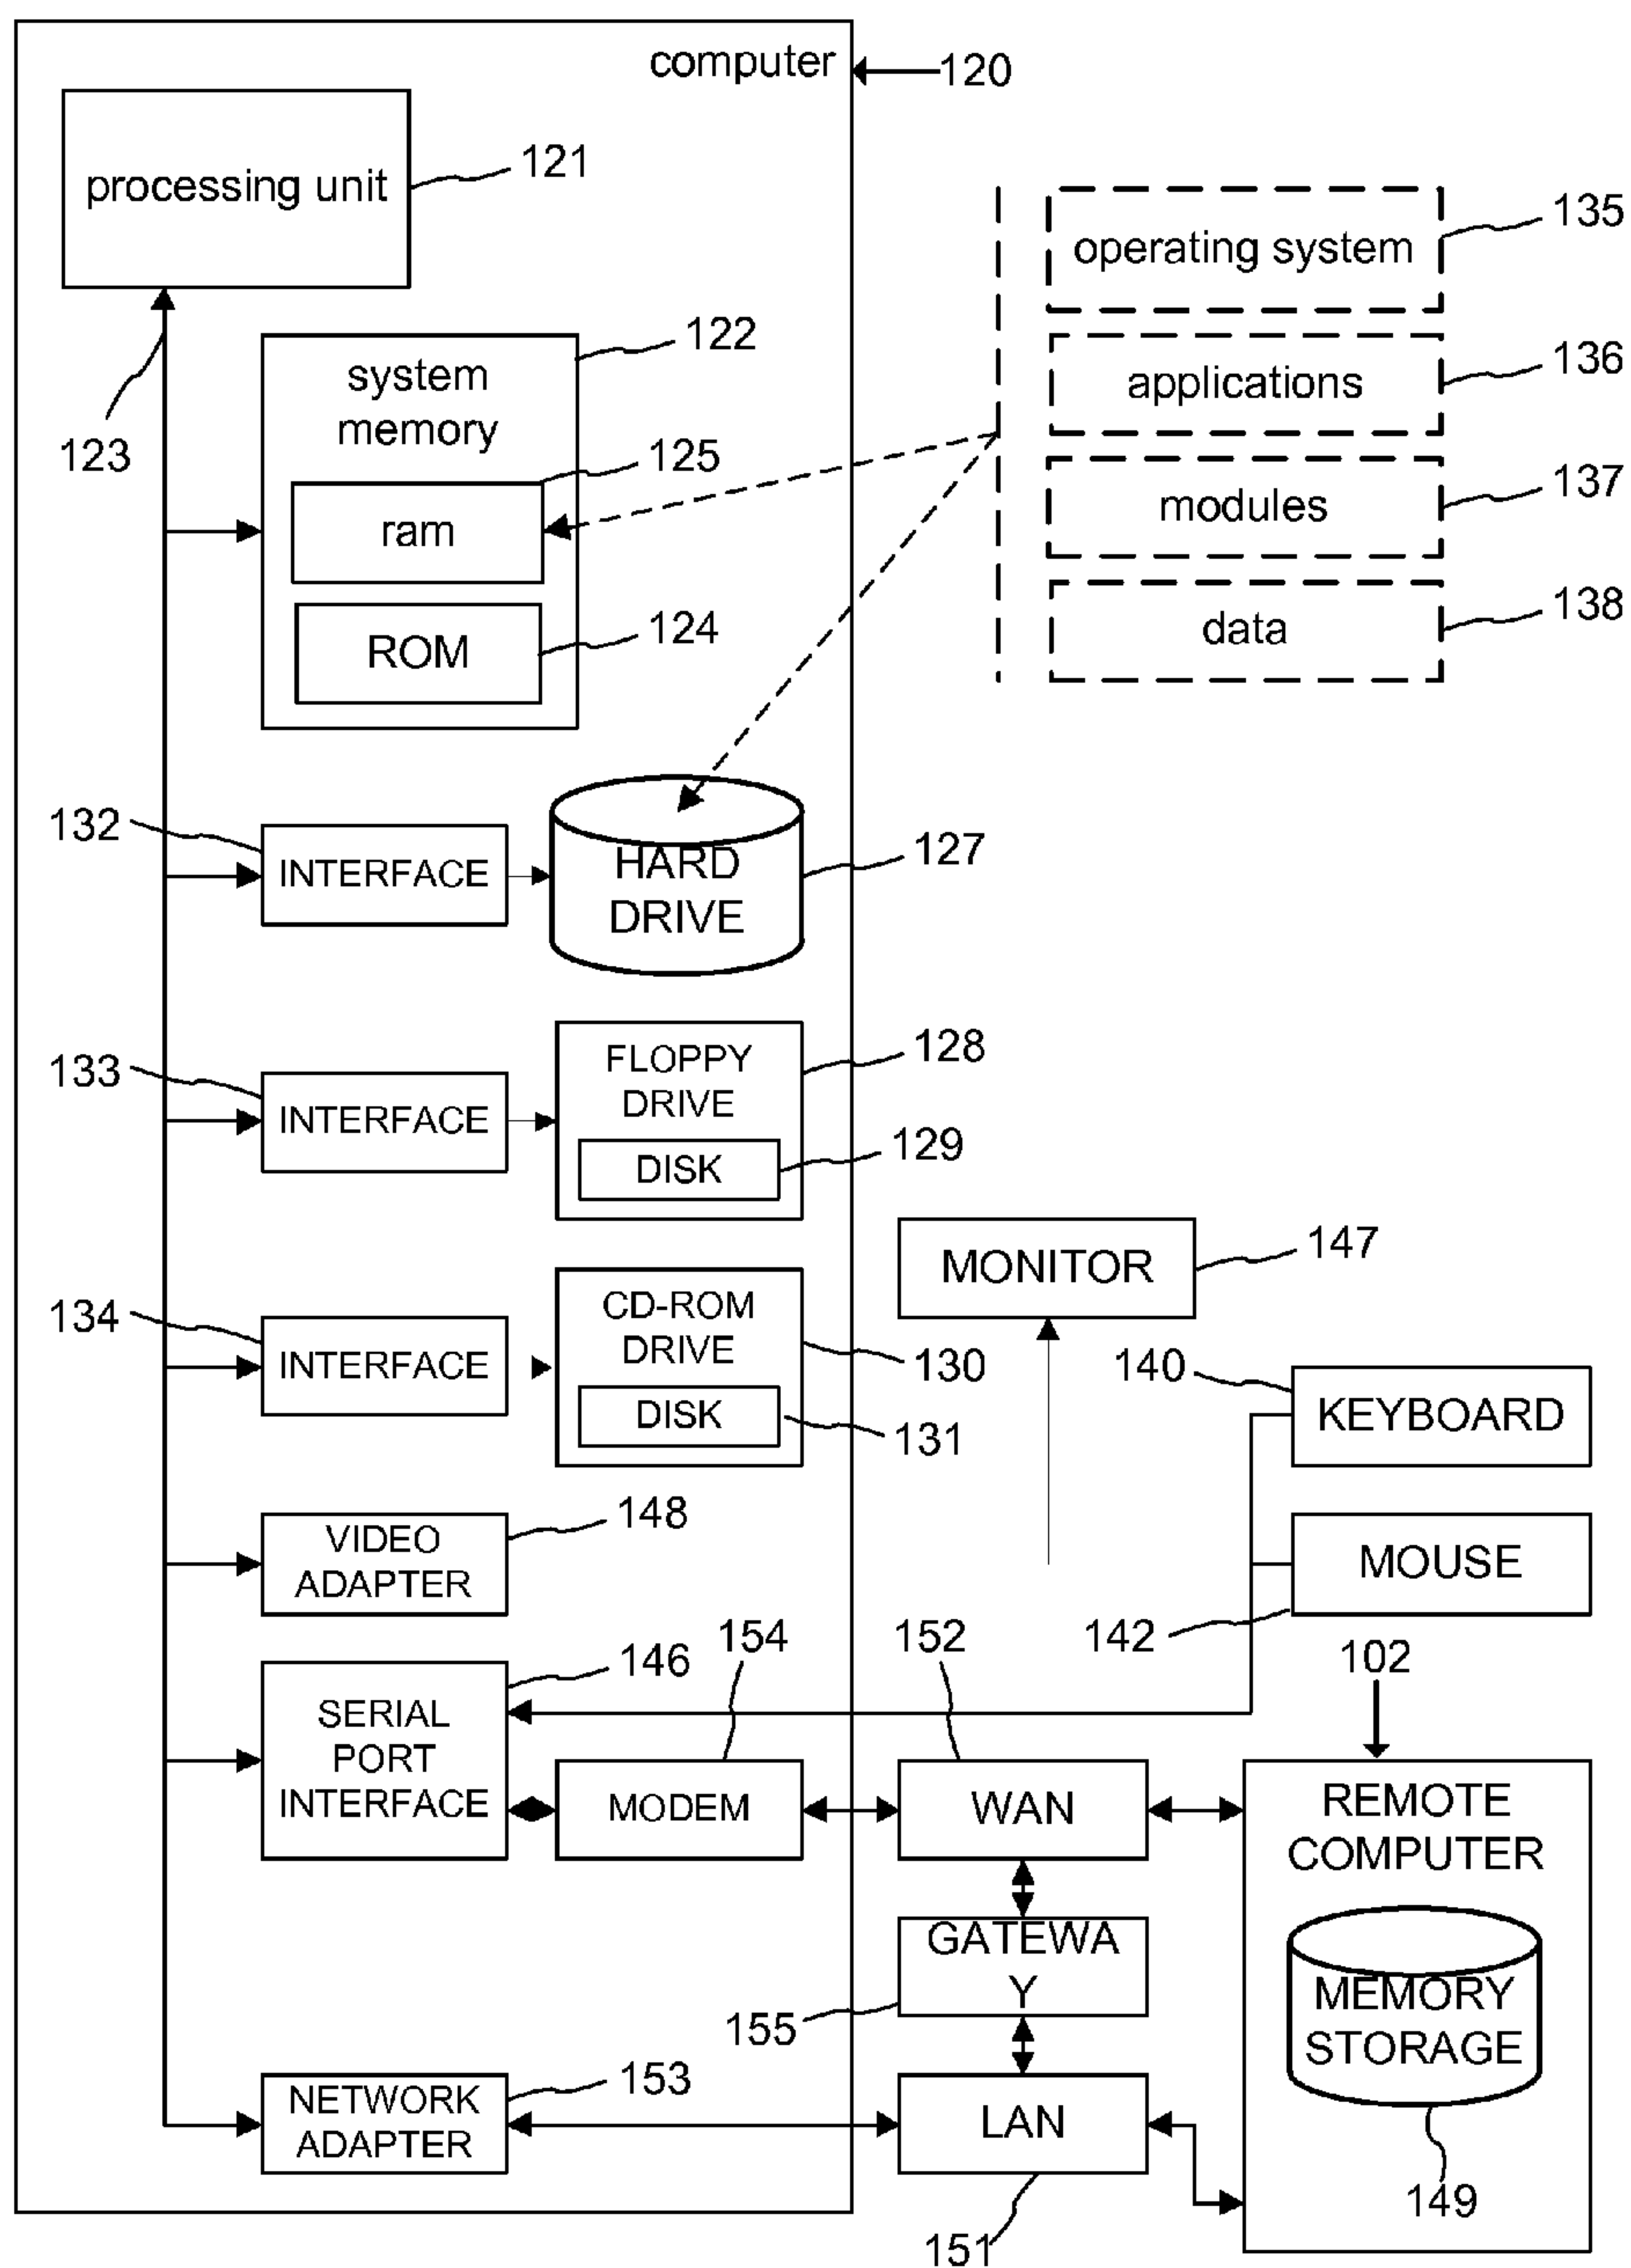 computer
120
processing unit
121
operating system
135
123
system
memory
122
applications
136
125
ram
modules
137
ROM
124
data
138
132
INTERFACE
HARD
DRIVE
127
133
INTERFACE
FLOPPY
DRIVE
128
DISK
129
MONITOR
147
134
INTERFACE
CD-ROM
DRIVE
130
DISK
131
140
KEYBOARD
VIDEO
ADAPTER
148
MOUSE
142
146
154
152
102
SERIAL
PORT
INTERFACE
MODEM
WAN
REMOTE
COMPUTER
GATEWA
Y
155
MEMORY
STORAGE
149
NETWORK
ADAPTER
153
LAN
151